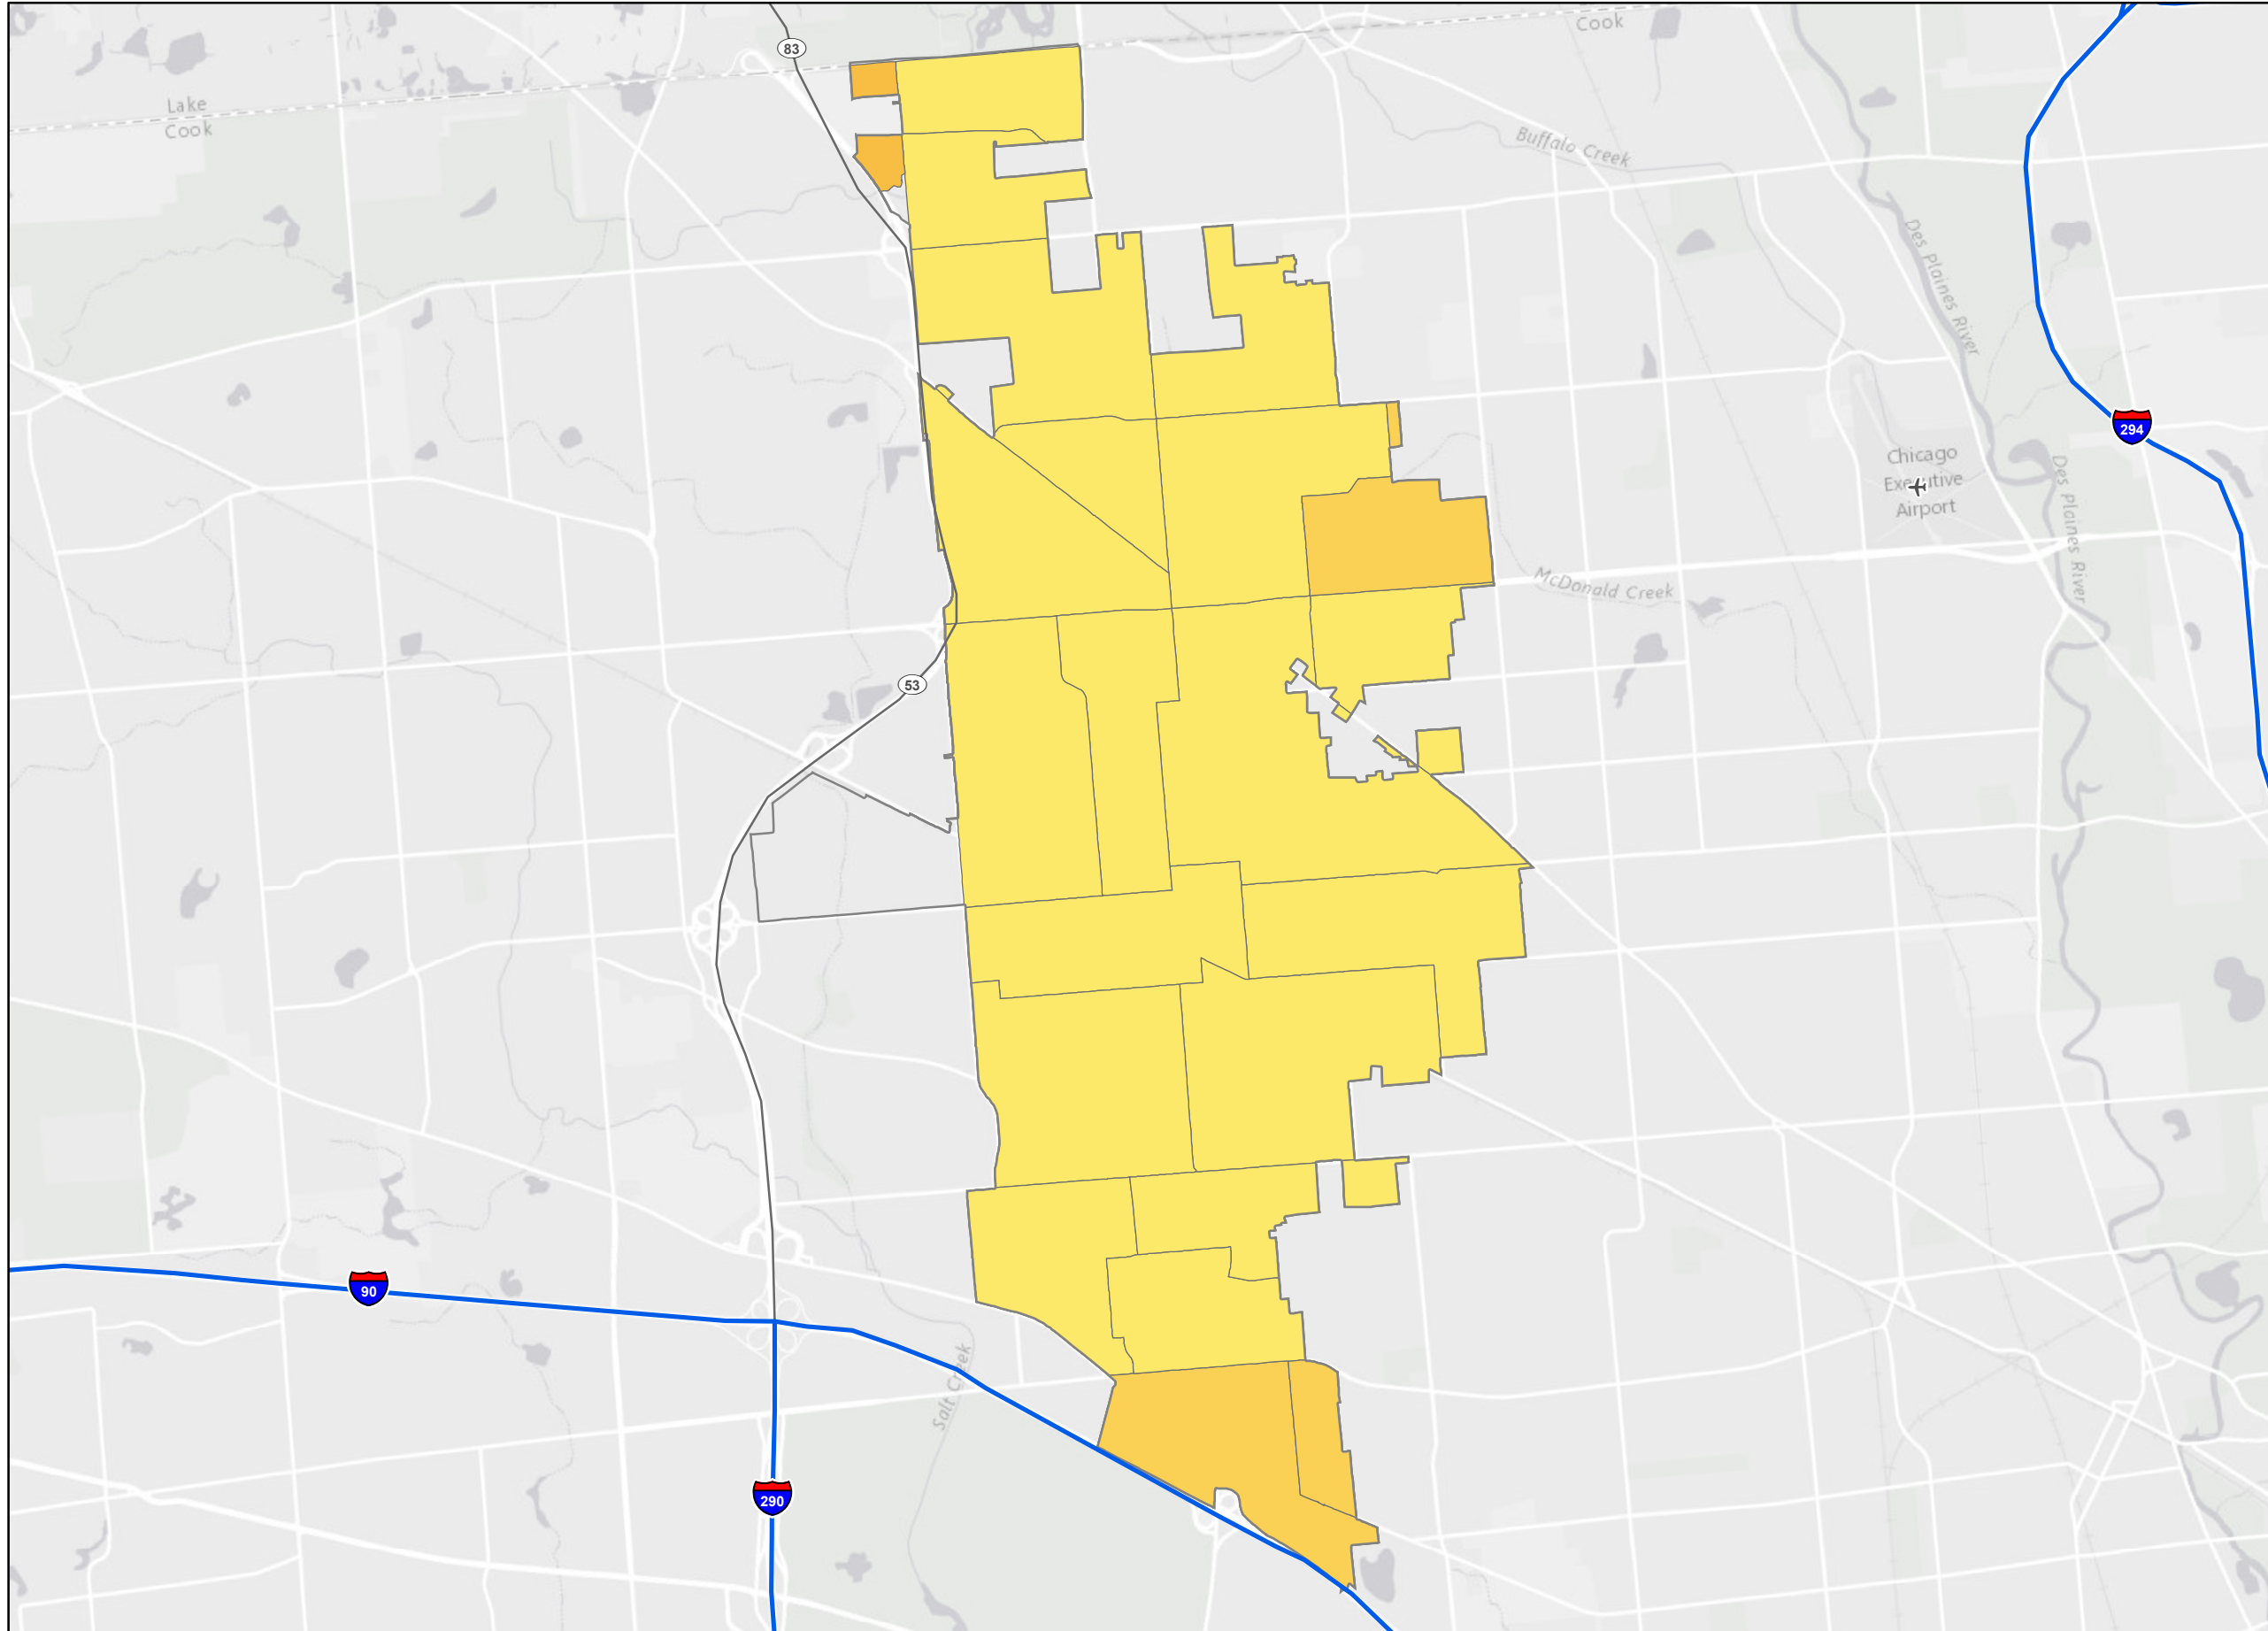 83
Cook
Lake
Cook
Buffalo Creek
Des Plaines River
294
Chicago
Executive
Airport
Des Plaines River
McDonald Creek
53
90
Salt Creek
290